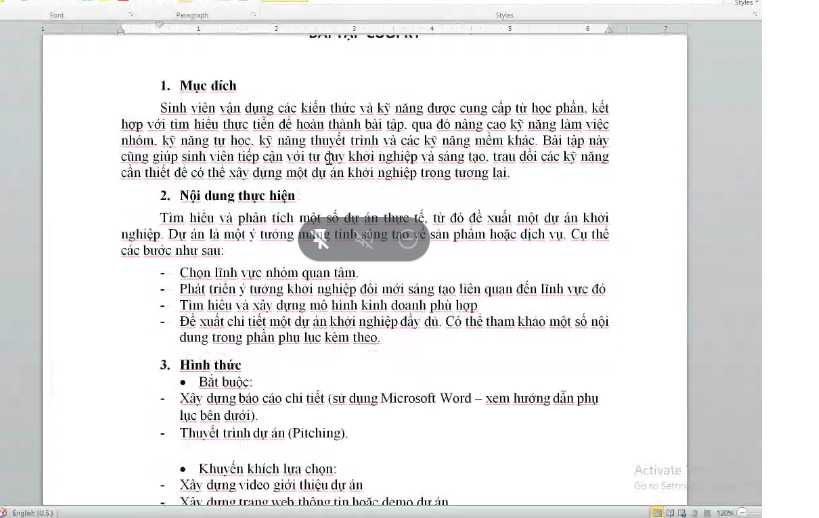 Styles
Font
Paragraph
Styles
1 1 2 3 4 5 6 7
BÀI TẬP CUỐI KỲ
1. Mục đích
Sinh viên vận dụng các kiến thức và kỹ năng được cung cấp từ học phần, kết
hợp với tìm hiểu thực tiễn để hoàn thành bài tập, qua đó nâng cao kỹ năng làm việc
nhóm, kỹ năng tự học, kỹ năng thuyết trình và các kỹ năng mềm khác. Bài tập này
cũng giúp sinh viên tiếp cận với tư duy khởi nghiệp và sáng tạo, trau dồi các kỹ năng
cần thiết để có thể xây dựng một dự án khởi nghiệp trong tương lai.
2. Nội dung thực hiện
Tìm hiểu và phân tích một số dự án thực tế, từ đó đề xuất một dự án khởi
nghiệp. Dự án là một ý tưởng mang tính sáng tạo về sản phẩm hoặc dịch vụ. Cụ thể
các bước như sau:
- Chọn lĩnh vực nhóm quan tâm.
- Phát triển ý tưởng khởi nghiệp đổi mới sáng tạo liên quan đến lĩnh vực đó
- Tìm hiểu và xây dựng mô hình kinh doanh phù hợp
- Đề xuất chi tiết một dự án khởi nghiệp đầy đủ. Có thể tham khảo một số nội
dung trong phần phụ lục kèm theo.
3. Hình thức
• Bắt buộc:
- Xây dựng báo cáo chi tiết (sử dụng Microsoft Word – xem hướng dẫn phụ
lục bên dưới).
- Thuyết trình dự án (Pitching).
• Khuyến khích lựa chọn:
- Xây dựng video giới thiệu dự án
- Xây dựng trang web thông tin hoặc demo dự án
Activate
Go to Settin
English (U.S.)
120%